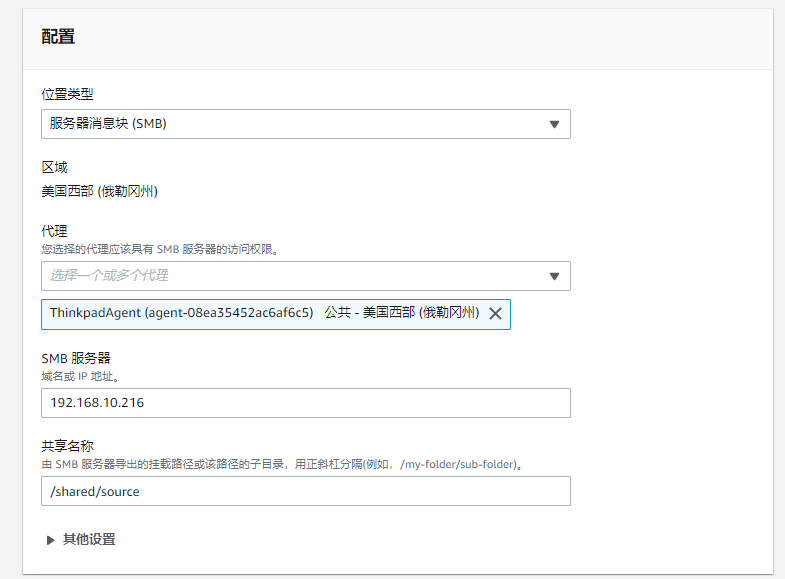 配置
位置类型
服务器消息块 (SMB)
区域
美国西部 (俄勒冈州)
代理
您选择的代理应该具有 SMB 服务器的访问权限。
选择一个或多个代理
ThinkpadAgent (agent-08ea35452ac6af6c5) 公共 - 美国西部 (俄勒冈州)
SMB 服务器
域名或 IP 地址。
192.168.10.216
共享名称
由 SMB 服务器导出的挂载路径或该路径的子目录，用正斜杠分隔(例如，/my-folder/sub-folder)。
/shared/source
其他设置